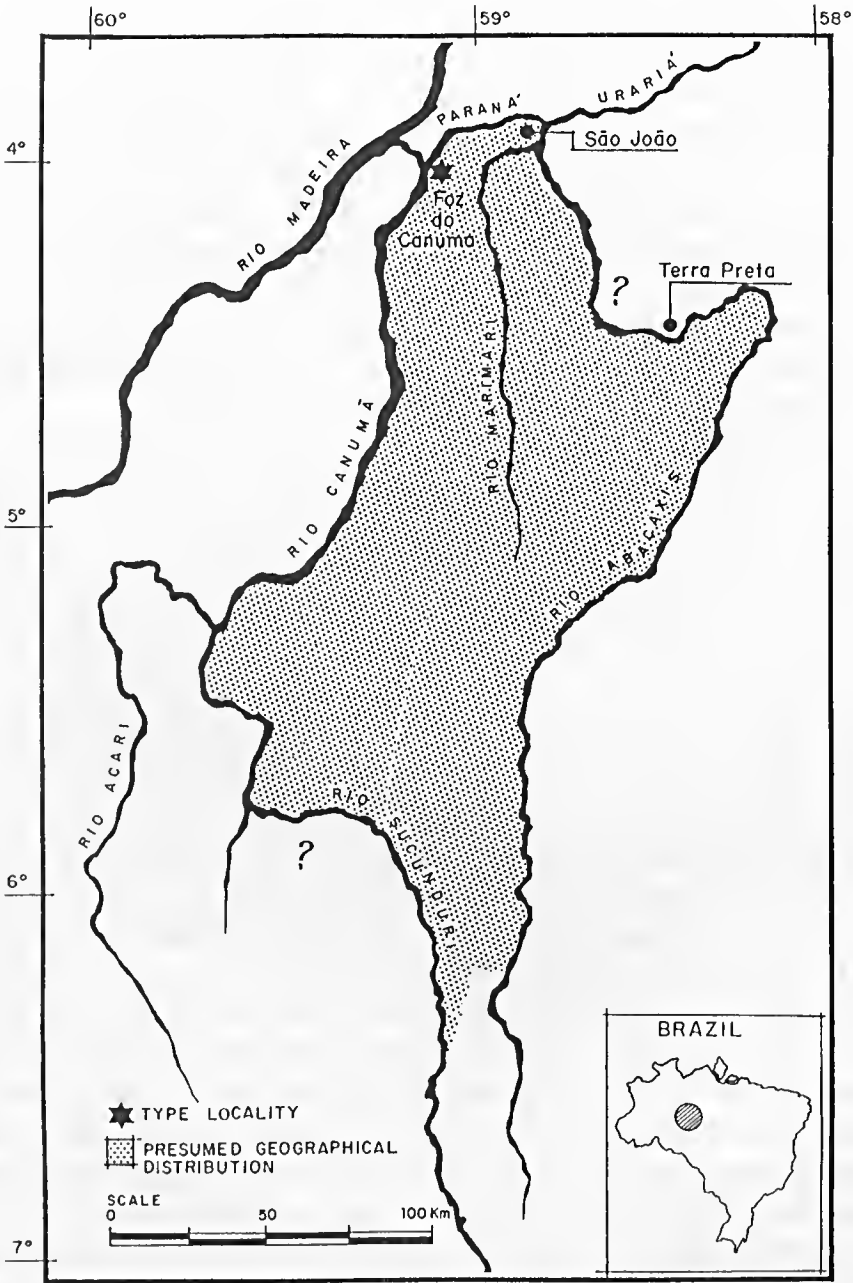 60°
59°
58°
4°
5°
6°
7°
PARANÁ URARIÁ
São João
RIO MADEIRA
Foz
do
Canuma
Terra Preta
?
RIO MARIMARI
RIO CANUMÃ
RIO ABACAXIS
RIO ACARI
RIO SUCUNDURI
?
BRAZIL
TYPE LOCALITY
PRESUMED GEOGRAPHICAL
DISTRIBUTION
SCALE
0 50 100 Km